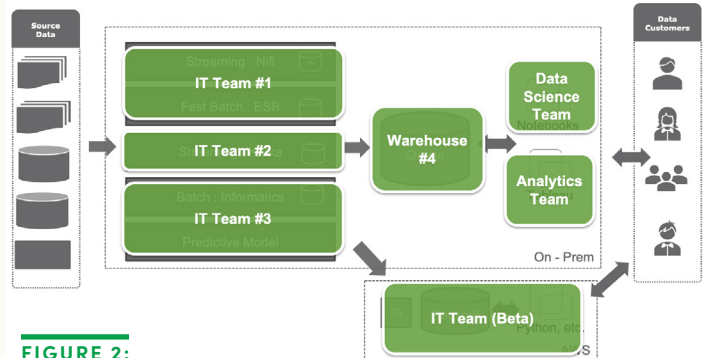 Source
Data
Data
Customers
Streaming : Nifi
IT Team #1
Fast Batch : ESB
IT Team #2
Batch : Informatics
IT Team #3
Predictive Model
Warehouse
#4
Data
Science
Team
Notebooks
Analytics
Team
On - Prem
IT Team (Beta)
Python, etc.
AWS
FIGURE 2: